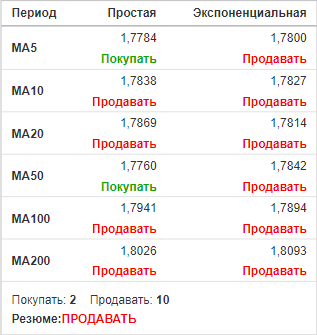 Период Простая Экспоненциальная
MA5 1,7784 1,7800
Покупать Продавать
MA10 1,7838 1,7827
Продавать Продавать
MA20 1,7869 1,7814
Продавать Продавать
MA50 1,7760 1,7842
Покупать Продавать
MA100 1,7941 1,7894
Продавать Продавать
MA200 1,8026 1,8093
Продавать Продавать
Покупать: 2 Продавать: 10
Резюме:ПРОДАВАТЬ